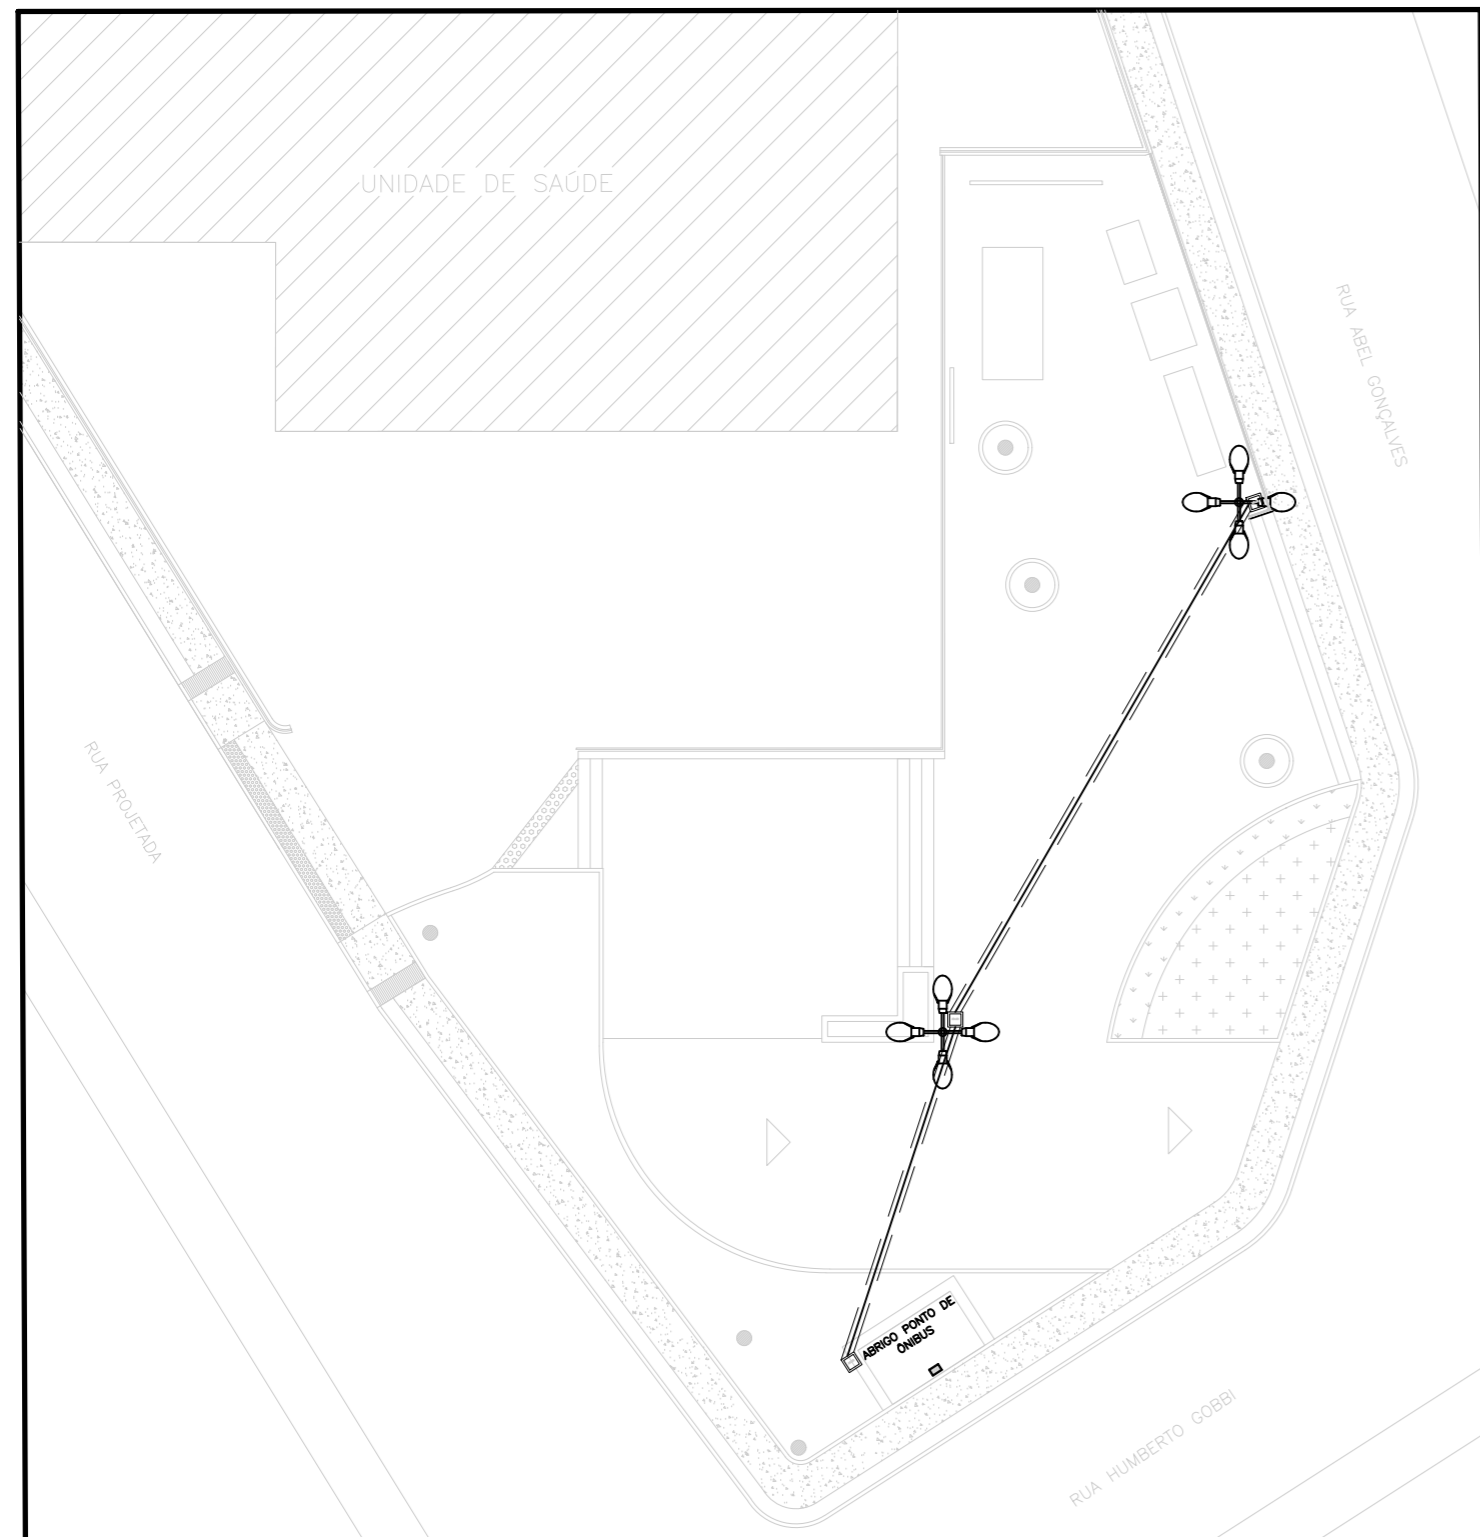 UNIDADE DE SAÚDE
RUA ABEL GONÇALVES
RUA PROJETADA
ABRIGO PONTO DE
ÔNIBUS
RUA HUMBERTO GOBBI